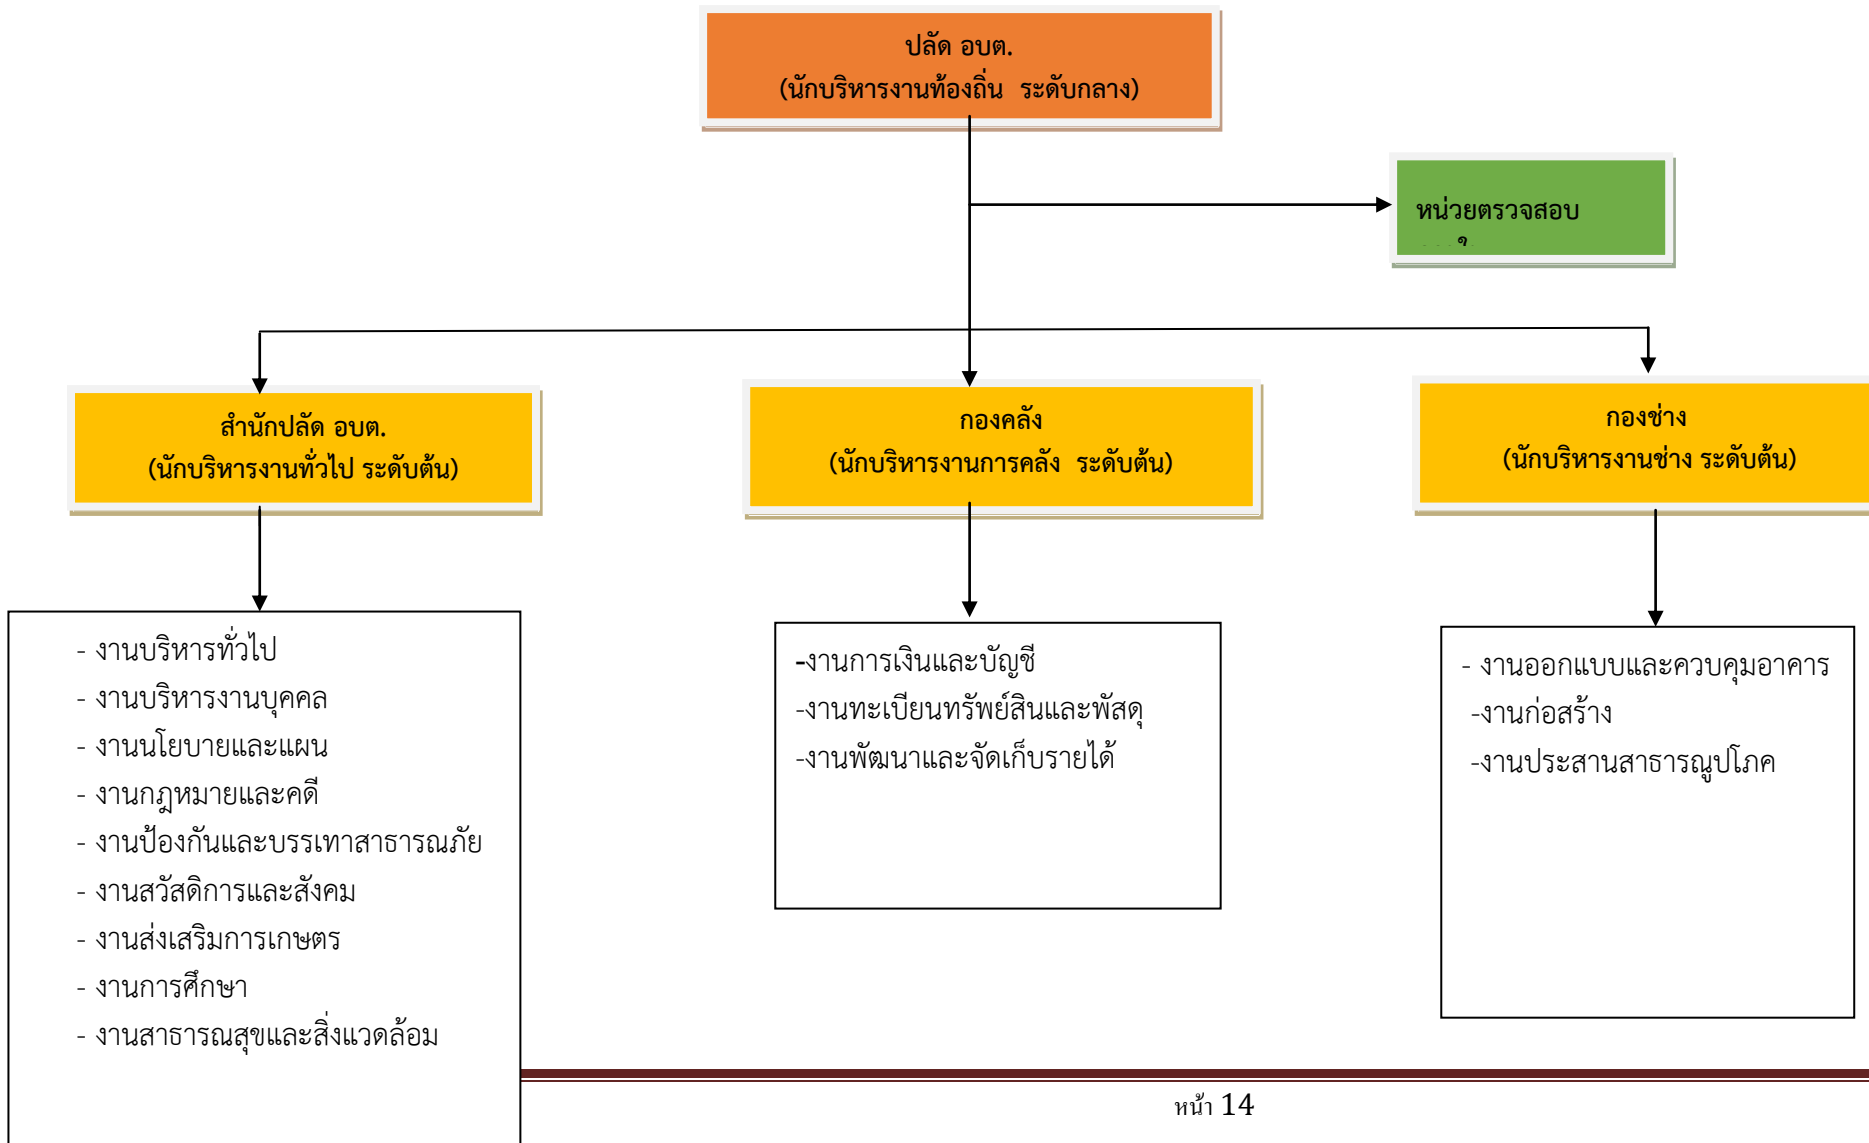 ปลัด อบต.
(นักบริหารงานท้องถิ่น ระดับกลาง)
หน่วยตรวจสอบ
สำนักปลัด อบต.
(นักบริหารงานทั่วไป ระดับต้น)
กองคลัง
(นักบริหารงานการคลัง ระดับต้น)
กองช่าง
(นักบริหารงานช่าง ระดับต้น)
- งานบริหารทั่วไป
- งานบริหารงานบุคคล
- งานนโยบายและแผน
- งานกฎหมายและคดี
- งานป้องกันและบรรเทาสาธารณภัย
- งานสวัสดิการและสังคม
- งานส่งเสริมการเกษตร
- งานการศึกษา
- งานสาธารณสุขและสิ่งแวดล้อม
-งานการเงินและบัญชี
-งานทะเบียนทรัพย์สินและพัสดุ
-งานพัฒนาและจัดเก็บรายได้
- งานออกแบบและควบคุมอาคาร
-งานก่อสร้าง
-งานประสานสาธารณูปโภค
หน้า 14